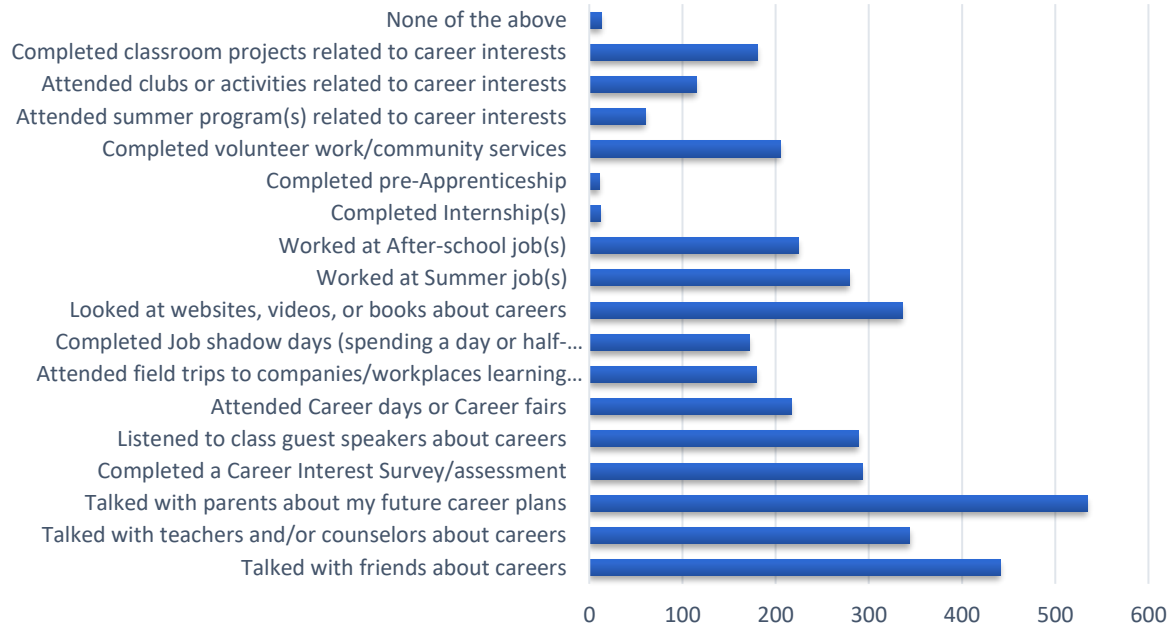 None of the above
Completed classroom projects related to career interests
Attended clubs or activities related to career interests
Attended summer program(s) related to career interests
Completed volunteer work/community services
Completed pre-Apprenticeship
Completed Internship(s)
Worked at After-school job(s)
Worked at Summer job(s)
Looked at websites, videos, or books about careers
Completed Job shadow days (spending a day or half-...
Attended field trips to companies/workplaces learning...
Attended Career days or Career fairs
Listened to class guest speakers about careers
Completed a Career Interest Survey/assessment
Talked with parents about my future career plans
Talked with teachers and/or counselors about careers
Talked with friends about careers
0 100 200 300 400 500 600